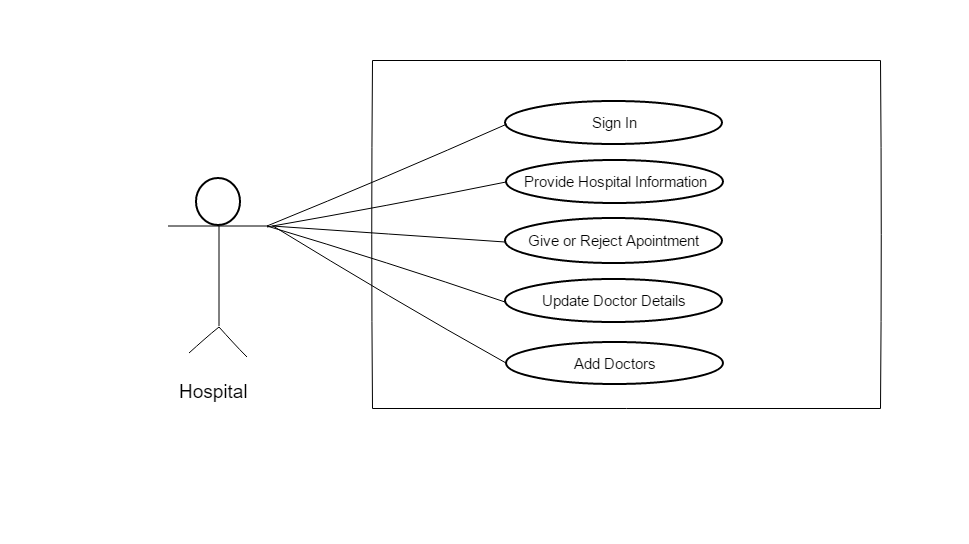 Sign In
Provide Hospital Information
Give or Reject Apointment
Update Doctor Details
Add Doctors
Hospital